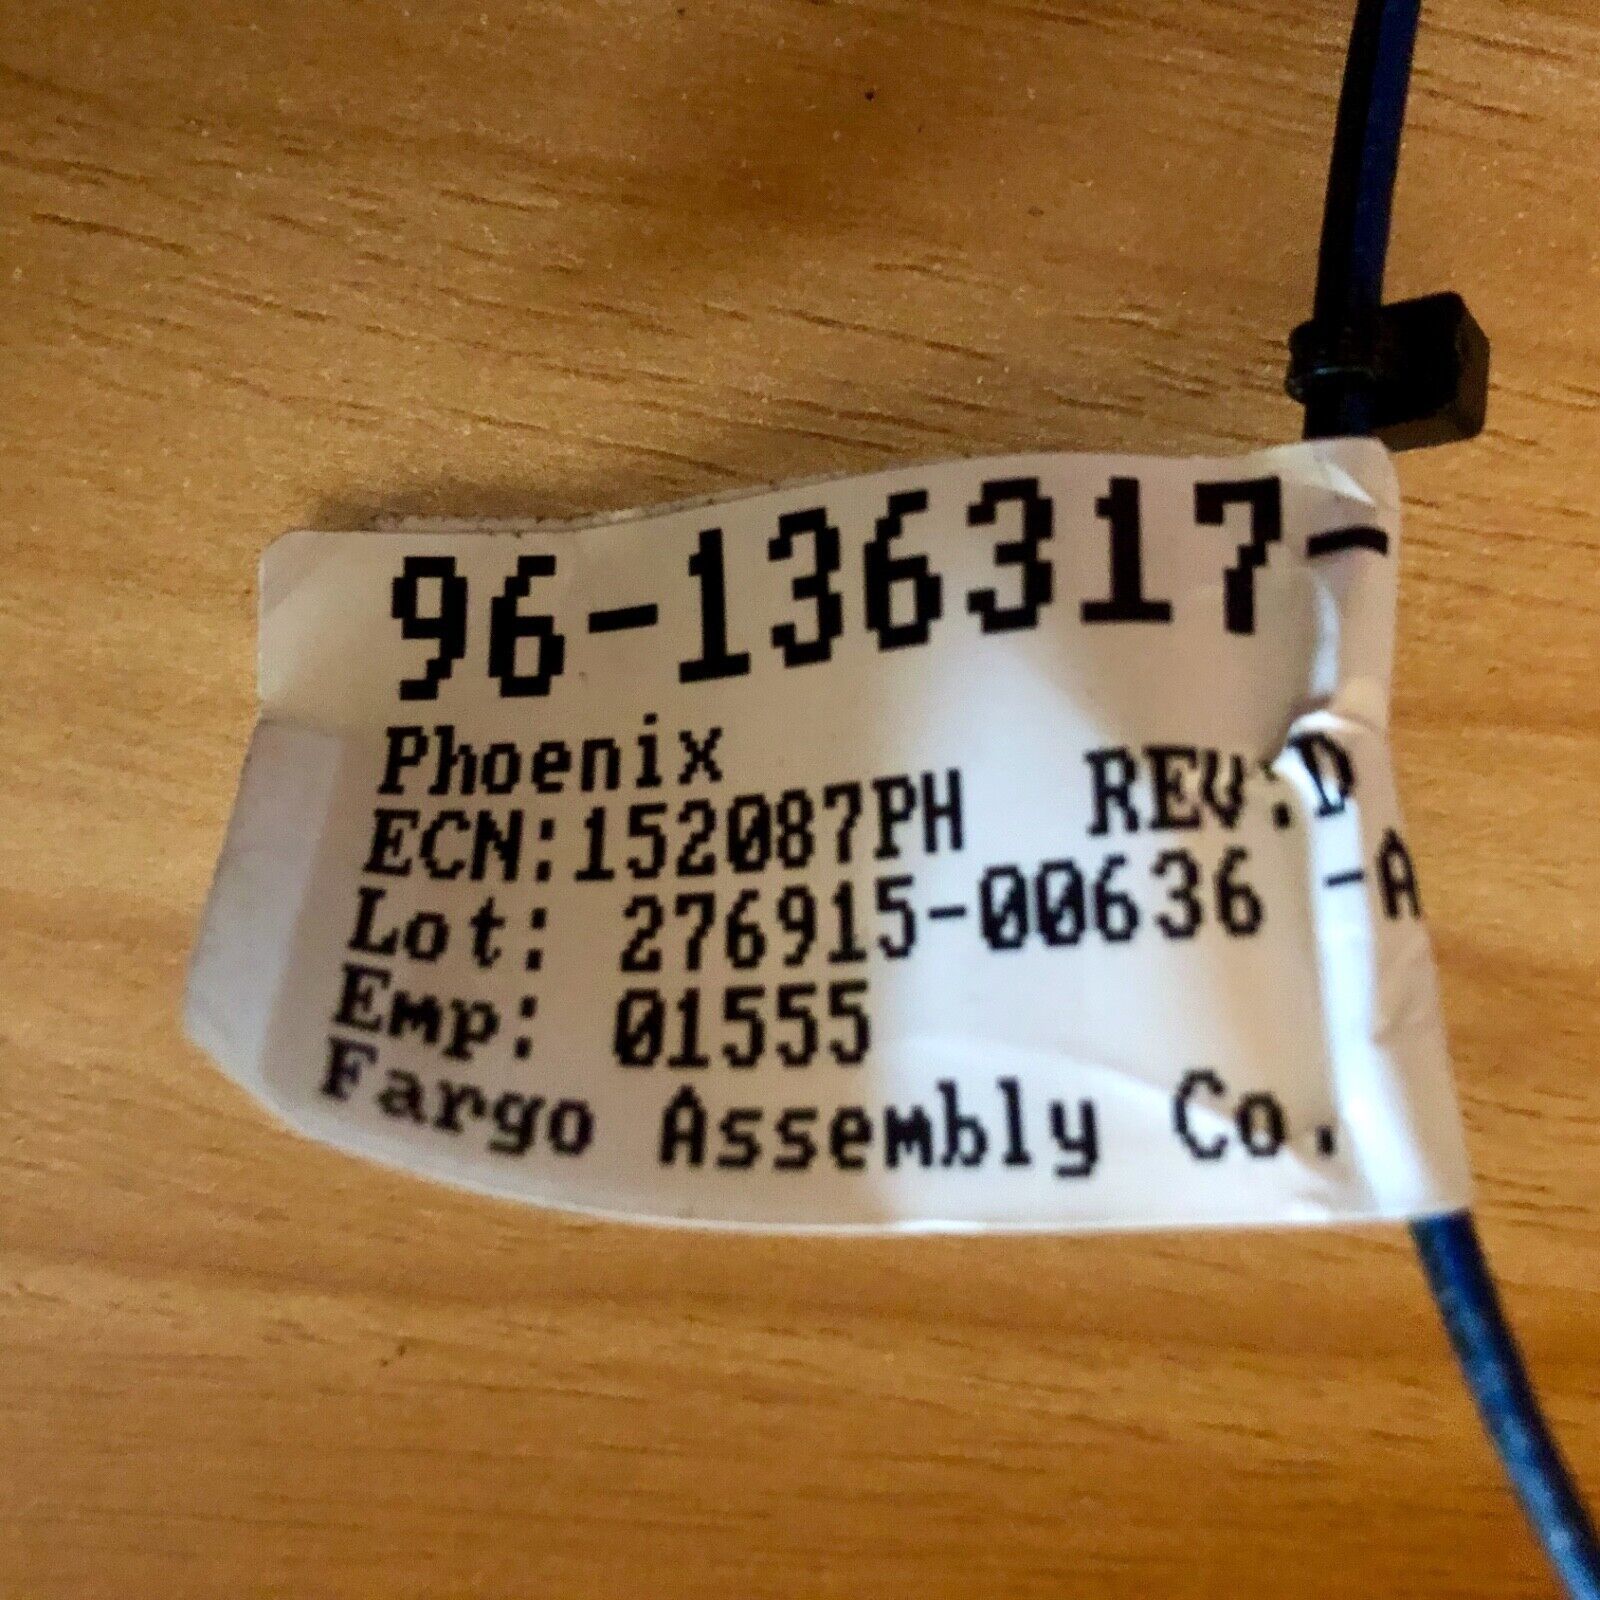 96-136317-
Phoenix
ECN:152087PH REV:D
Lot: 276915-00636 -A
Emp: 01555
Fargo Assembly Co.